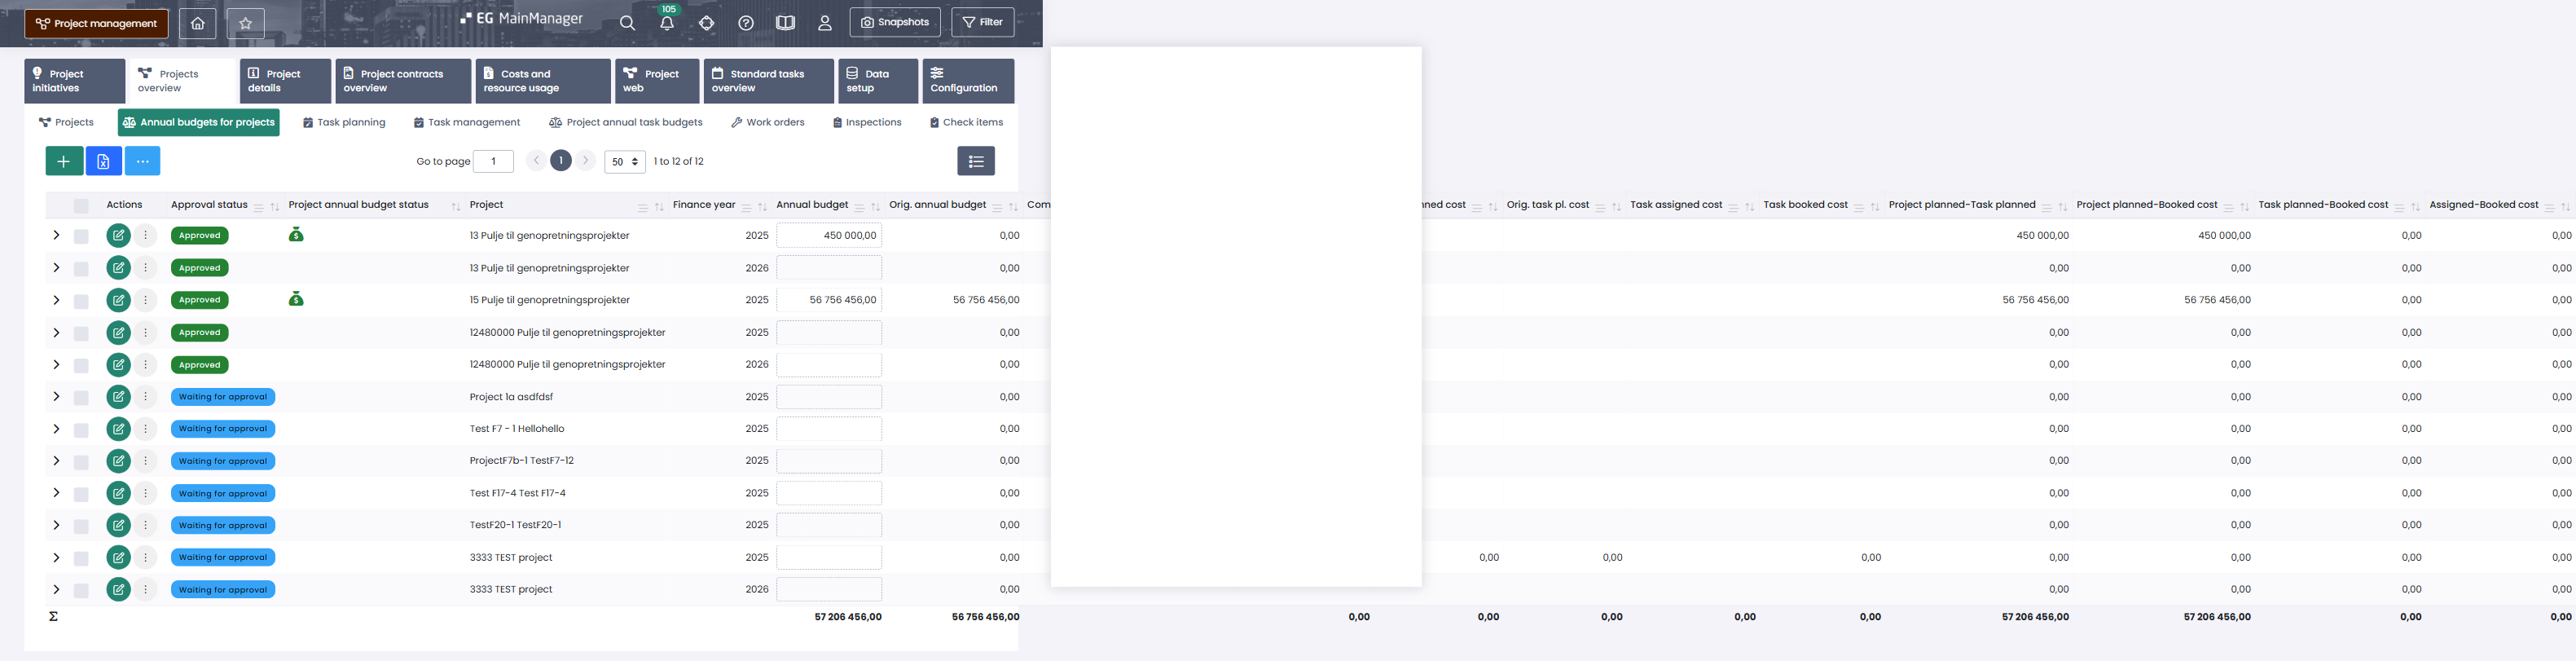 Project management
EG MainManager
105
Snapshots
Filter
Project initiatives
Projects overview
Project details
Project contracts overview
Costs and resource usage
Project web
Standard tasks overview
Data setup
Configuration
Projects
Annual budgets for projects
Task planning
Task management
Project annual task budgets
Work orders
Inspections
Check items
Go to page 1 1 50 1 to 12 of 12
Actions Approval status Project annual budget status Project Finance year Annual budget Orig. annual budget Com nned cost Orig. task pl. cost Task assigned cost Task booked cost Project planned-Task planned Project planned-Booked cost Task planned-Booked cost Assigned-Booked cost
Approved 13 Pulje til genopretningsprojekter 2025 450 000,00 0,00 450 000,00 450 000,00 0,00 0,00
Approved 13 Pulje til genopretningsprojekter 2026 0,00 0,00 0,00 0,00 0,00
Approved 15 Pulje til genopretningsprojekter 2025 56 756 456,00 56 756 456,00 56 756 456,00 56 756 456,00 0,00 0,00
Approved 12480000 Pulje til genopretningsprojekter 2025 0,00 0,00 0,00 0,00 0,00
Approved 12480000 Pulje til genopretningsprojekter 2026 0,00 0,00 0,00 0,00 0,00
Waiting for approval Project 1a asdfdsf 2025 0,00 0,00 0,00 0,00 0,00
Waiting for approval Test F7 - 1 Hellohello 2025 0,00 0,00 0,00 0,00 0,00
Waiting for approval ProjectF7b-1 TestF7-12 2025 0,00 0,00 0,00 0,00 0,00
Waiting for approval Test F17-4 Test F17-4 2025 0,00 0,00 0,00 0,00 0,00
Waiting for approval TestF20-1 TestF20-1 2025 0,00 0,00 0,00 0,00 0,00
Waiting for approval 3333 TEST project 2025 0,00 0,00 0,00 0,00 0,00 0,00 0,00 0,00
Waiting for approval 3333 TEST project 2026 0,00 0,00 0,00 0,00 0,00
Σ 57 206 456,00 56 756 456,00 0,00 0,00 0,00 0,00 0,00 57 206 456,00 57 206 456,00 0,00 0,00